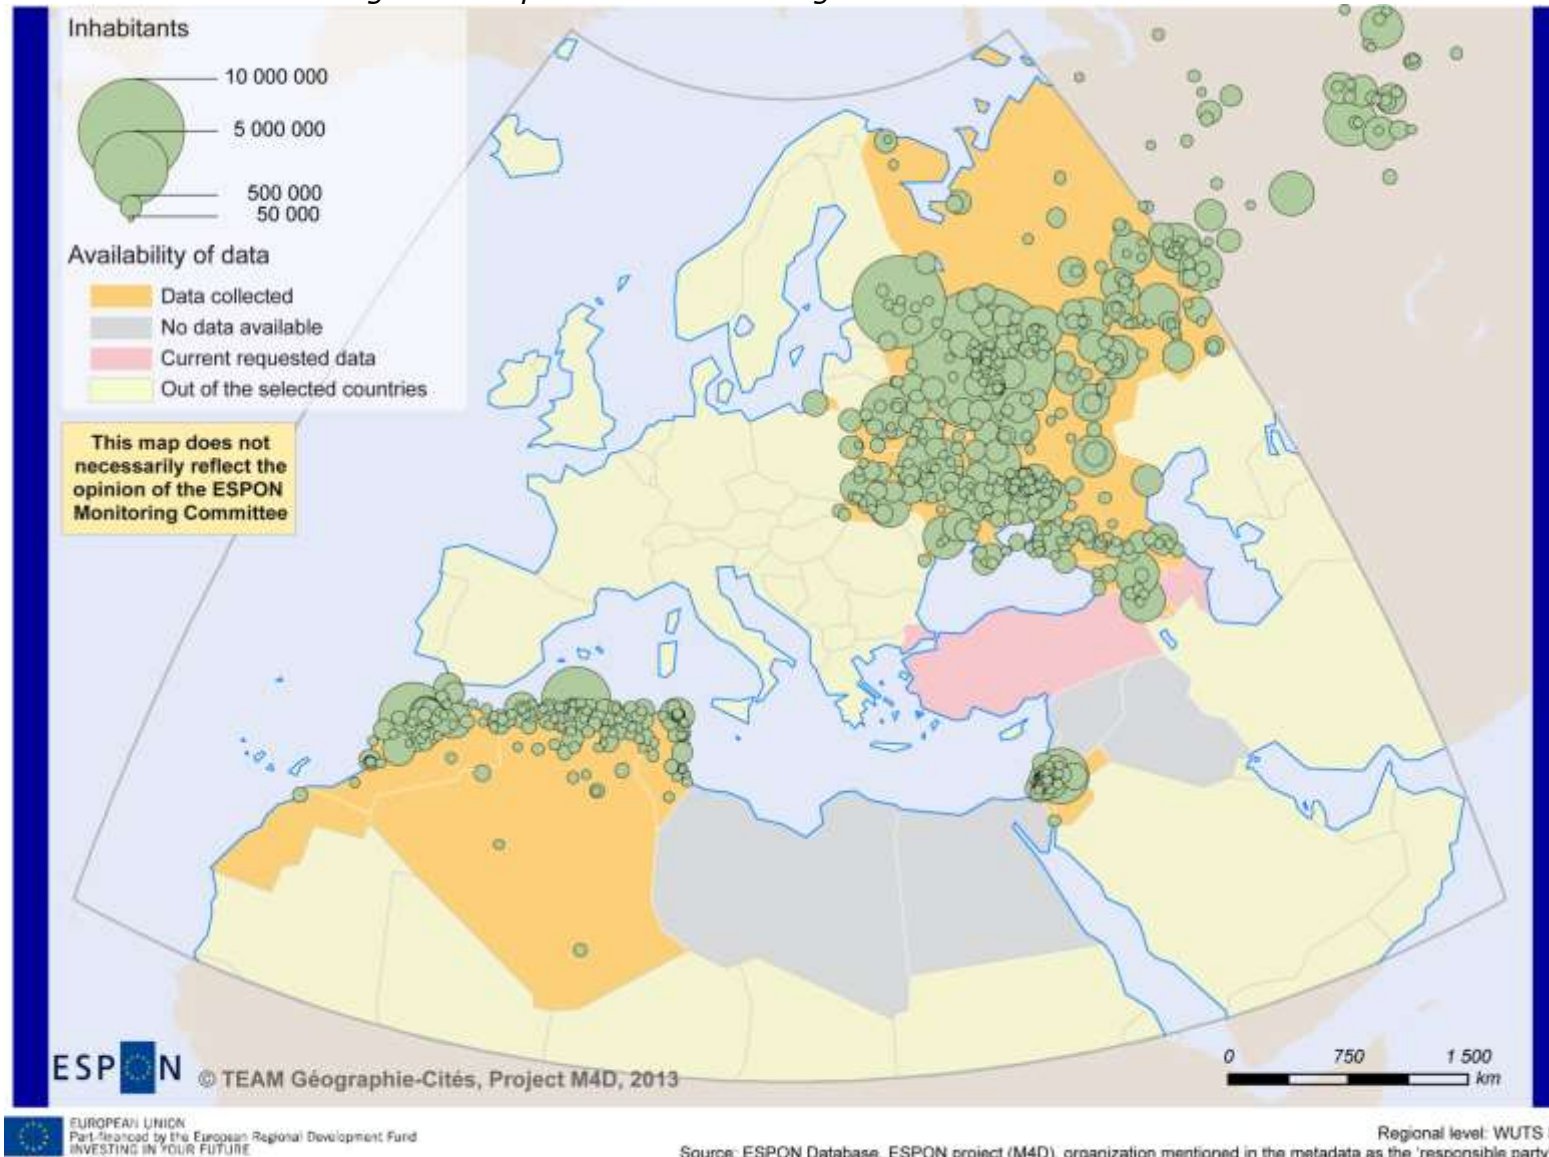 Inhabitants
10 000 000
5 000 000
500 000
50 000
Availability of data
Data collected
No data available
Current requested data
Out of the selected countries
This map does not
necessarily reflect the
opinion of the ESPON
Monitoring Committee
ESPON
© TEAM Géographie-Cités, Project M4D, 2013
0 750 1 500
km
EUROPEAN UNION
Part-financed by the European Regional Development Fund
INVESTING IN YOUR FUTURE
Regional level: WUTS
Source: ESPON Database, ESPON project (M4D), organization mentioned in the metadata as the 'responsible party